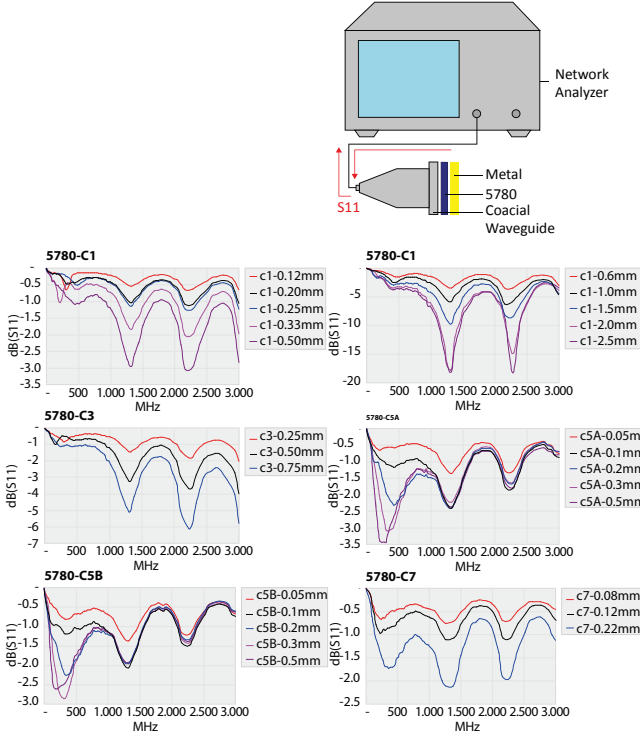 Network
Analyzer
S11
Metal
5780
Coacial
Waveguide
5780-C1
dB(S11)
-
-0.5
-1.0
-1.5
-2.0
-2.5
-3.0
-3.5
- 500 1.000 1.500 2.000 2.500 3.000
MHz
c1-0.12mm
c1-0.20mm
c1-0.25mm
c1-0.33mm
c1-0.50mm
5780-C1
dB(S11)
-
-5
-10
-15
-20
- 500 1.000 1.500 2.000 2.500 3.000
MHz
c1-0.6mm
c1-1.0mm
c1-1.5mm
c1-2.0mm
c1-2.5mm
5780-C3
dB(S11)
-
-1
-2
-3
-4
-5
-6
-7
- 500 1.000 1.500 2.000 2.500 3.000
MHz
c3-0.25mm
c3-0.50mm
c3-0.75mm
5780-C5A
dB(S11)
-
-0.5
-1.0
-1.5
-2.0
-2.5
-3.0
-3.5
- 500 1.000 1.500 2.000 2.500 3.000
MHz
c5A-0.05mm
c5A-0.1mm
c5A-0.2mm
c5A-0.3mm
c5A-0.5mm
5780-C5B
dB(S11)
-
-0.5
-1.0
-1.5
-2.0
-2.5
-3.0
- 500 1.000 1.500 2.000 2.500 3.000
MHz
c5B-0.05mm
c5B-0.1mm
c5B-0.2mm
c5B-0.3mm
c5B-0.5mm
5780-C7
dB(S11)
-
-0.5
-1.0
-1.5
-2.0
-2.5
- 500 1.000 1.500 2.000 2.500 3.000
MHz
c7-0.08mm
c7-0.12mm
c7-0.22mm